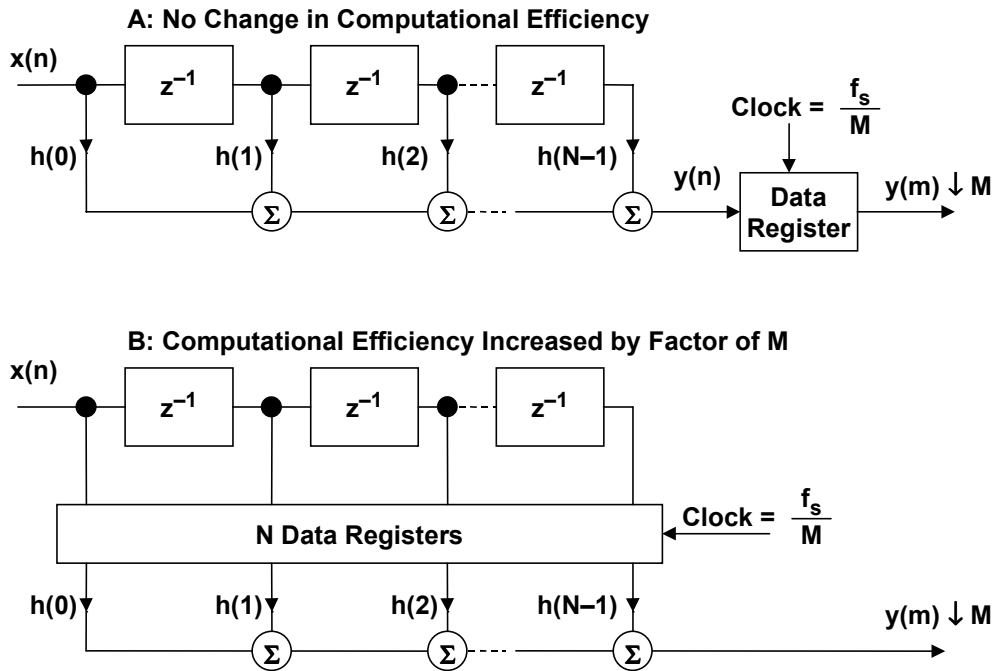 A: No Change in Computational Efficiency
x(n)
z⁻¹ z⁻¹ z⁻¹
Clock = fₛ/M
h(0) h(1) h(2) h(N–1)
y(n)
Data
Register
y(m) ↓ M
Σ Σ Σ
B: Computational Efficiency Increased by Factor of M
x(n)
z⁻¹ z⁻¹ z⁻¹
N Data Registers
Clock = fₛ/M
h(0) h(1) h(2) h(N–1)
y(m) ↓ M
Σ Σ Σ